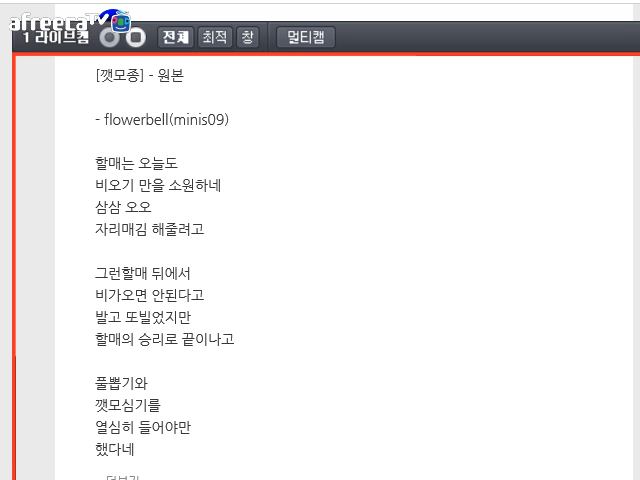 afreecaTV
1 라이브캠 전체 최적 창 멀티캠
[깻모종] - 원본
- flowerbell(minis09)
할매는 오늘도
비오기 만을 소원하네
삼삼 오오
자리매김 해줄려고
그런할매 뒤에서
비가오면 안된다고
발고 또빌었지만
할매의 승리로 끝이나고
풀뽑기와
깻모심기를
열심히 들어야만
했다네